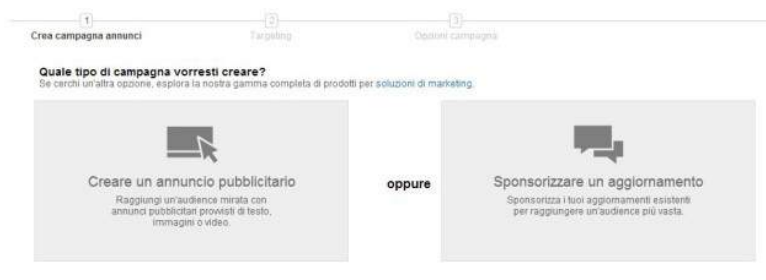 1
2
3
Crea campagna annunci
Targeting
Opzioni campagna
Quale tipo di campagna vorresti creare?
Se cerchi un'altra opzione, esplora la nostra gamma completa di prodotti per soluzioni di marketing.
Creare un annuncio pubblicitario
Raggiungi un'audience mirata con
annunci pubblicitari provvisti di testo,
immagini o video.
oppure
Sponsorizzare un aggiornamento
Sponsorizza i tuoi aggiornamenti esistenti
per raggiungere un'audience più vasta.